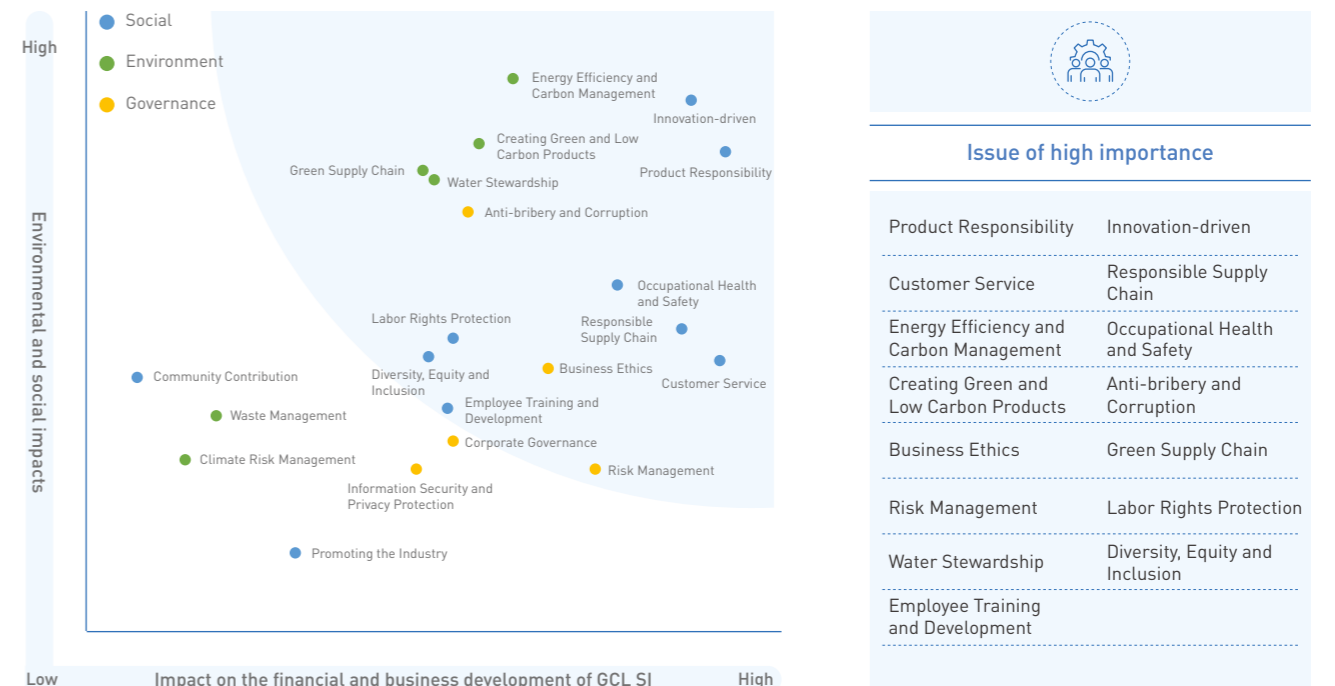 Social
High
Environment
Governance
Energy Efficiency and
Carbon Management
Innovation-driven
Creating Green and Low
Carbon Products
Product Responsibility
Green Supply Chain
Water Stewardship
Anti-bribery and Corruption
Occupational Health
and Safety
Labor Rights Protection
Responsible
Supply Chain
Business Ethics
Customer Service
Diversity, Equity and
Inclusion
Community Contribution
Employee Training and
Development
Waste Management
Corporate Governance
Climate Risk Management
Risk Management
Information Security and
Privacy Protection
Promoting the Industry
Environmental and social impacts
Low
Impact on the financial and business development of GCL SI
High
Issue of high importance
Product Responsibility
Innovation-driven
Customer Service
Responsible Supply
Chain
Energy Efficiency and
Carbon Management
Occupational Health
and Safety
Creating Green and
Low Carbon Products
Anti-bribery and
Corruption
Business Ethics
Green Supply Chain
Risk Management
Labor Rights Protection
Water Stewardship
Diversity, Equity and
Inclusion
Employee Training
and Development